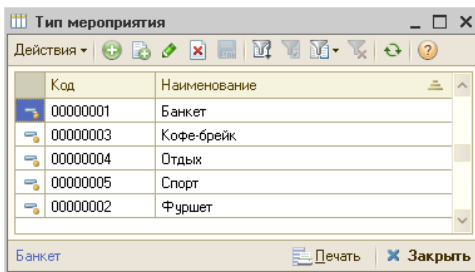 Тип мероприятия
Действия
Код Наименование
00000001 Банкет
00000003 Кофе-брейк
00000004 Отдых
00000005 Спорт
00000002 Фуршет
Банкет Печать Закрыть